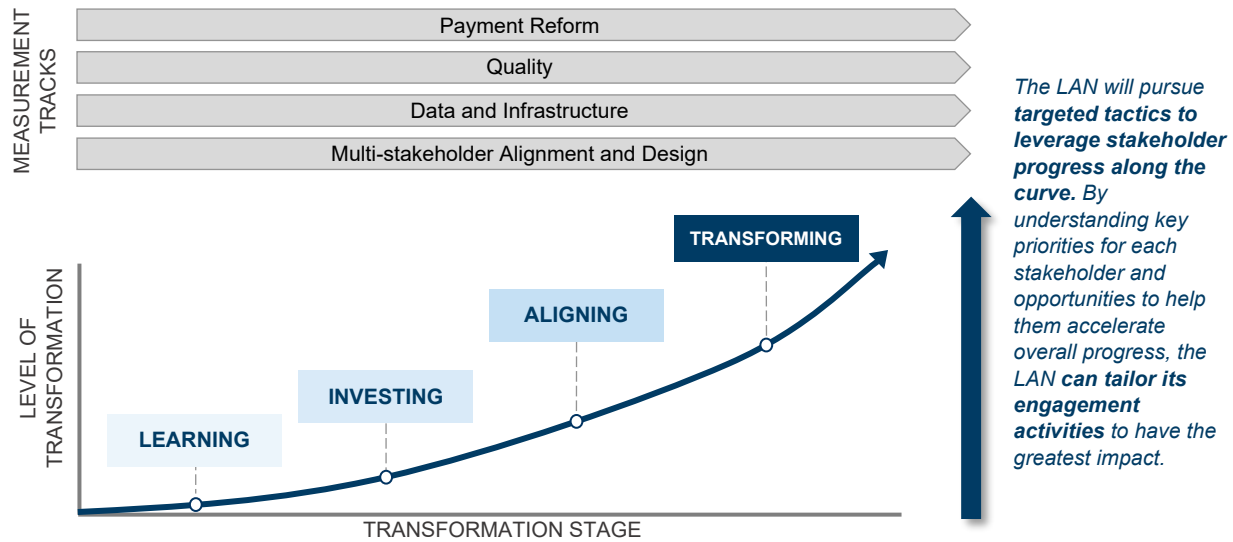 MEASUREMENT
TRACKS
Payment Reform
Quality
Data and Infrastructure
Multi-stakeholder Alignment and Design
The LAN will pursue
targeted tactics to
leverage stakeholder
progress along the
curve. By
understanding key
priorities for each
stakeholder and
opportunities to help
them accelerate
overall progress, the
LAN can tailor its
engagement
activities to have the
greatest impact.
LEVEL OF
TRANSFORMATION
LEARNING
INVESTING
ALIGNING
TRANSFORMING
TRANSFORMATION STAGE